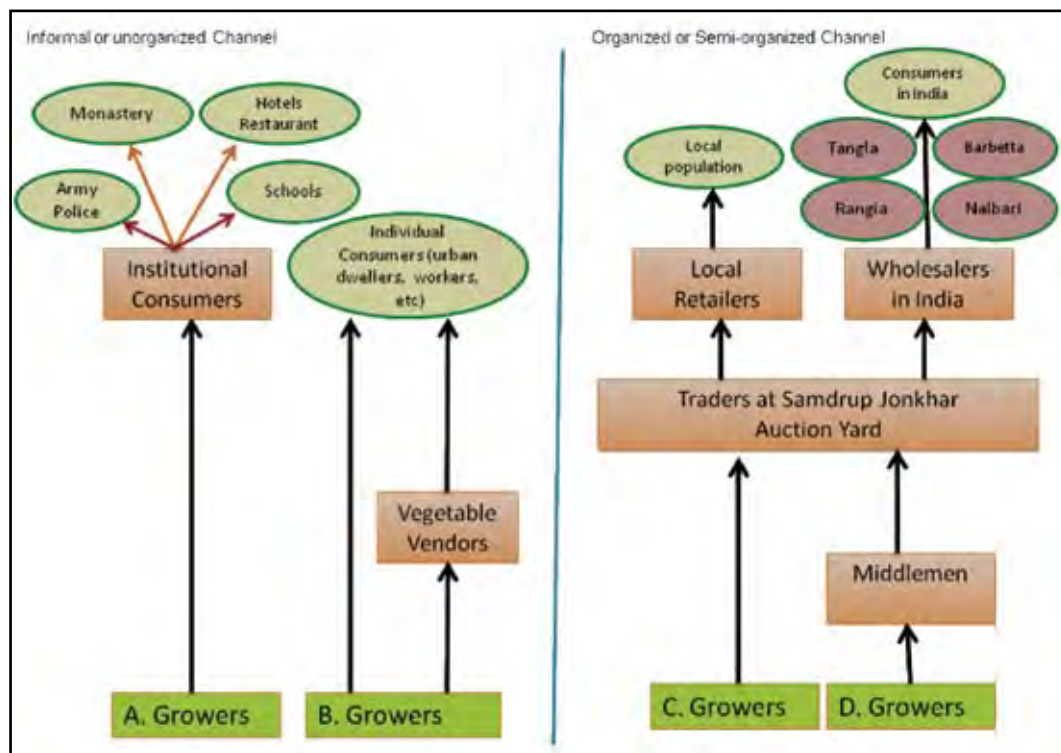 Informal or unorganized Channel
Monastery
Hotels
Restaurant
Army
Police
Schools
Institutional
Consumers
Individual
Consumers (urban
dwellers, workers,
etc)
Vegetable
Vendors
A. Growers
B. Growers
Organized or Semi-organized Channel
Consumers
in India
Local
population
Tangla
Barbetta
Rangia
Nalbari
Local
Retailers
Wholesalers
in India
Traders at Samdrup Jonkhar
Auction Yard
Middlemen
C. Growers
D. Growers